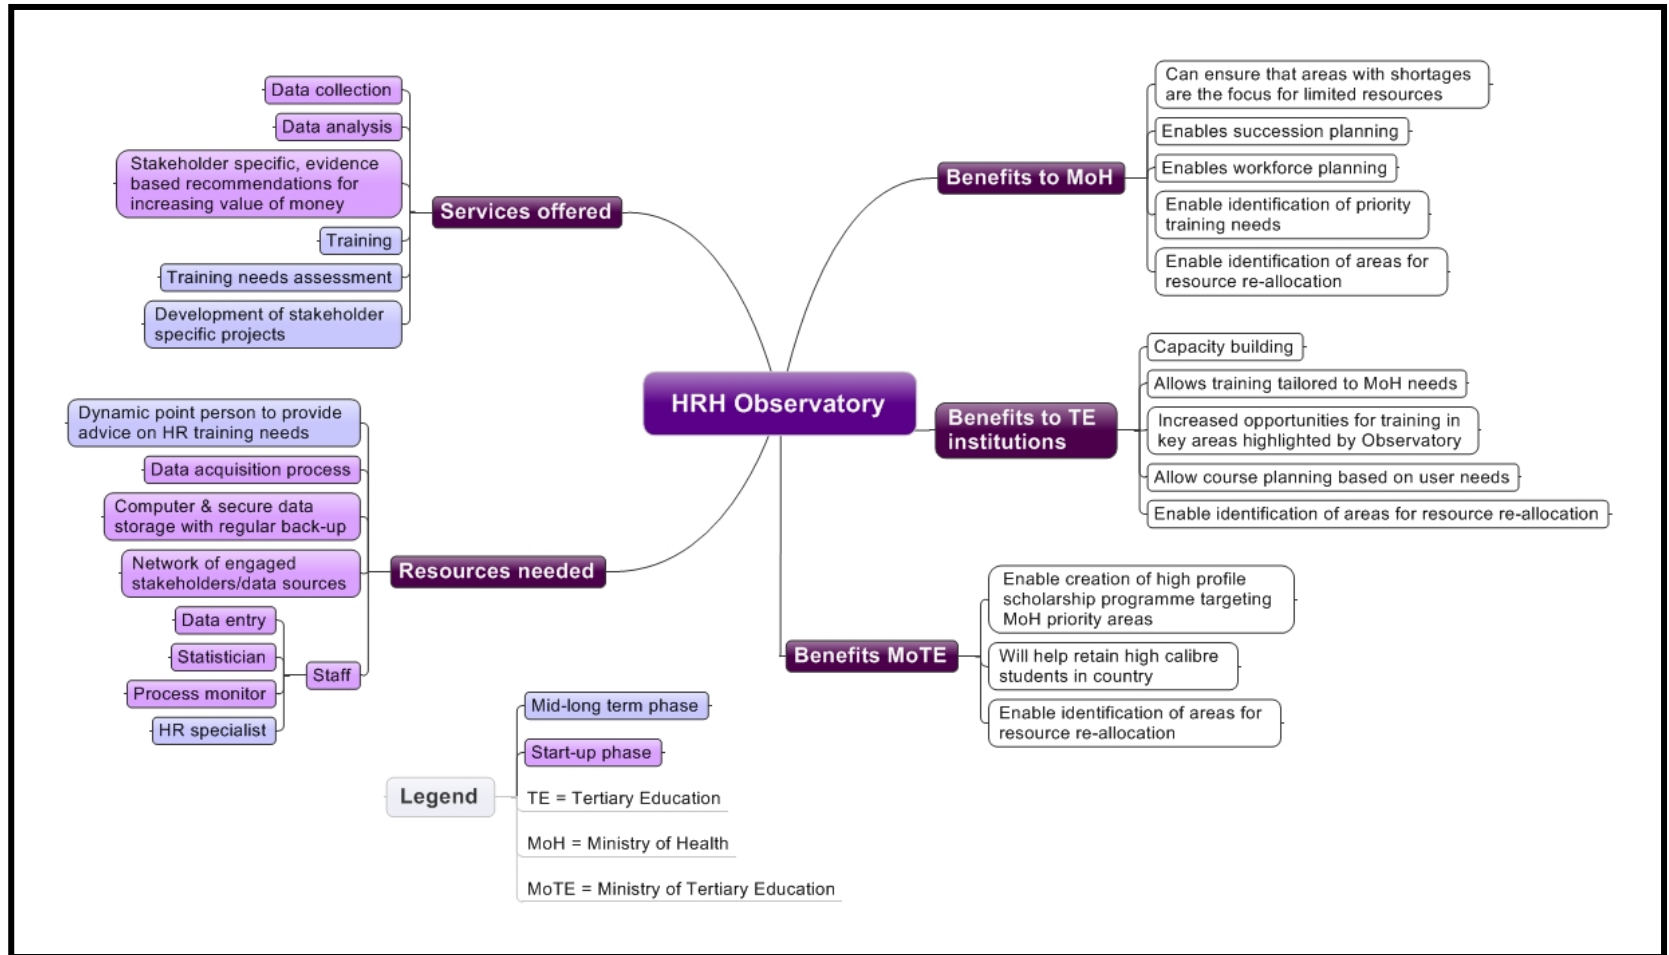 Data collection
Data analysis
Stakeholder specific, evidence
based recommendations for
increasing value of money
Training
Training needs assessment
Development of stakeholder
specific projects
Services offered
Dynamic point person to provide
advice on HR training needs
Data acquisition process
Computer & secure data
storage with regular back-up
Network of engaged
stakeholders/data sources
Data entry
Statistician
Process monitor
HR specialist
Staff
Resources needed
HRH Observatory
Benefits to MoH
Can ensure that areas with shortages
are the focus for limited resources
Enables succession planning
Enables workforce planning
Enable identification of priority
training needs
Enable identification of areas for
resource re-allocation
Benefits to TE
institutions
Capacity building
Allows training tailored to MoH needs
Increased opportunities for training in
key areas highlighted by Observatory
Allow course planning based on user needs
Enable identification of areas for resource re-allocation
Benefits MoTE
Enable creation of high profile
scholarship programme targeting
MoH priority areas
Will help retain high calibre
students in country
Enable identification of areas for
resource re-allocation
Legend
Mid-long term phase
Start-up phase
TE = Tertiary Education
MoH = Ministry of Health
MoTE = Ministry of Tertiary Education